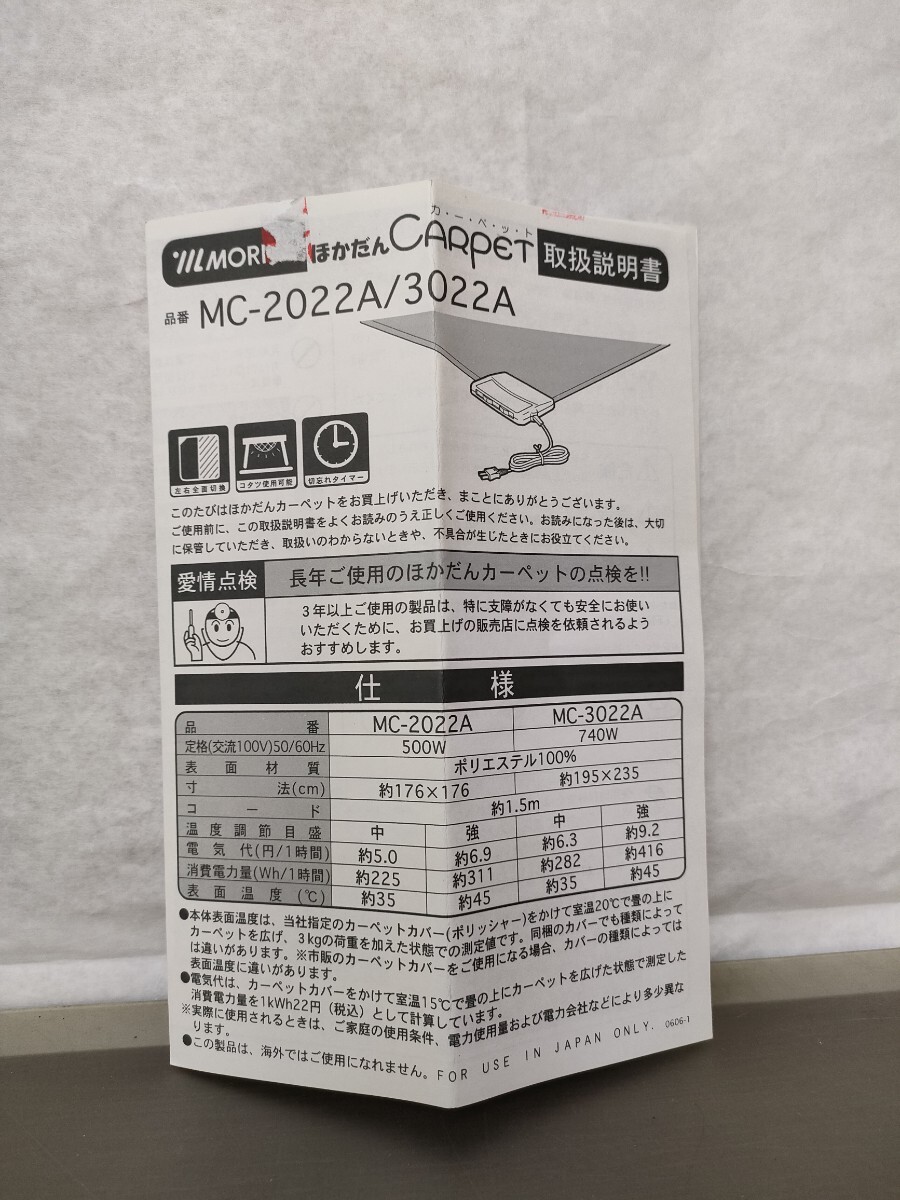 カ・ー・ペ・ッ・ト
MORI ほかだん CARPET 取扱説明書
品番 MC-2022A/3022A
左右全面切換 コタツ使用可能 切忘れタイマー
このたびはほかだんカーペットをお買上げいただき、まことにありがとうございます。
ご使用前に、この取扱説明書をよくお読みのうえ正しくご使用ください。お読みになった後は、大切
に保管していただき、取扱いのわからないときや、不具合が生じたときにお役立てください。
愛情点検 長年ご使用のほかだんカーペットの点検を!!
3年以上ご使用の製品は、特に支障がなくても安全にお使い
いただくために、お買上げの販売店に点検を依頼されるよう
おすすめします。
仕様
品番 MC-2022A MC-3022A
定格(交流100V)50/60Hz 500W 740W
表面材質 ポリエステル100%
寸法(cm) 約176×176 約195×235
コード 約1.5m
温度調節目盛 中 強 中 強
電気代(円/1時間) 約5.0 約6.9 約6.3 約9.2
消費電力量(Wh/1時間) 約225 約311 約282 約416
表面温度(℃) 約35 約45 約35 約45
●本体表面温度は、当社指定のカーペットカバー(ポリッシャー)をかけて室温20℃で畳の上に
カーペットを広げ、3kgの荷重を加えた状態での測定値です。同梱のカバーでも種類によって
は違いがあります。※市販のカーペットカバーをご使用になる場合、カバーの種類によっては
表面温度に違いがあります。
●電気代は、カーペットカバーをかけて室温15℃で畳の上にカーペットを広げた状態で測定した
消費電力量を1kWh22円（税込）として計算しています。
※実際に使用されるときは、ご家庭の使用条件、電力使用量および電力会社などにより多少異な
ります。
●この製品は、海外ではご使用になれません。FOR USE IN JAPAN ONLY. 0606-1